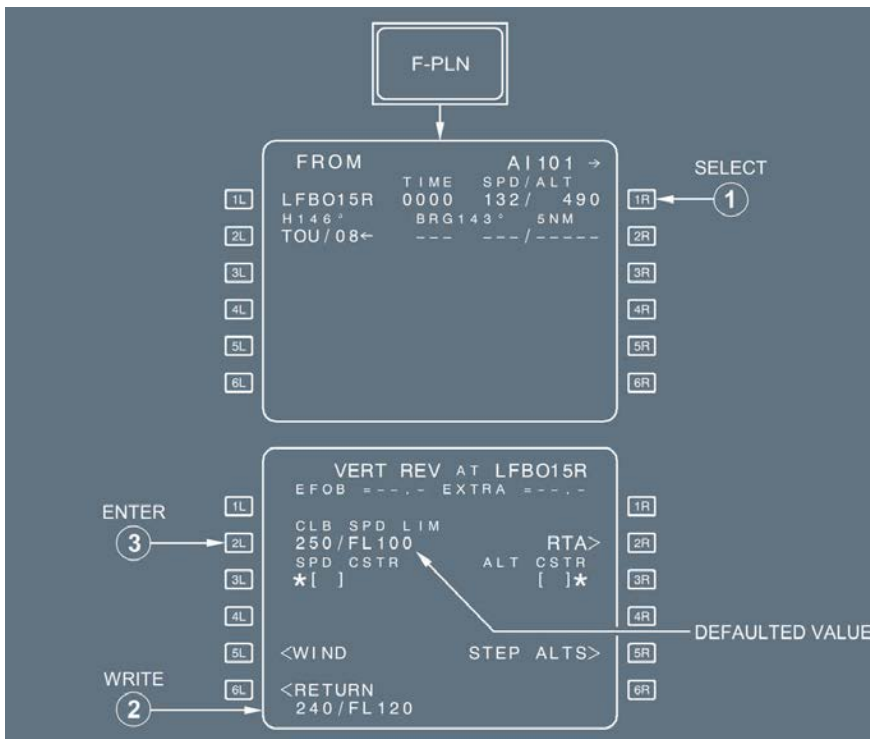 F-PLN
FROM AI101 →
TIME SPD/ALT
1L LFBO15R 0000 132/ 490 1R
SELECT
1
H146° BRG143° 5NM
2L TOU/08← --- ---/----- 2R
3L 3R
4L 4R
5L 5R
6L 6R
VERT REV AT LFBO15R
EFOB =--.- EXTRA =--.-
1L 1R
ENTER
3
CLB SPD LIM
2L 250/FL100 RTA> 2R
SPD CSTR ALT CSTR
3L *[ ] [ ]* 3R
4L 4R
DEFAULTED VALUE
5L <WIND STEP ALTS> 5R
WRITE
2
6L <RETURN 6R
240/FL120